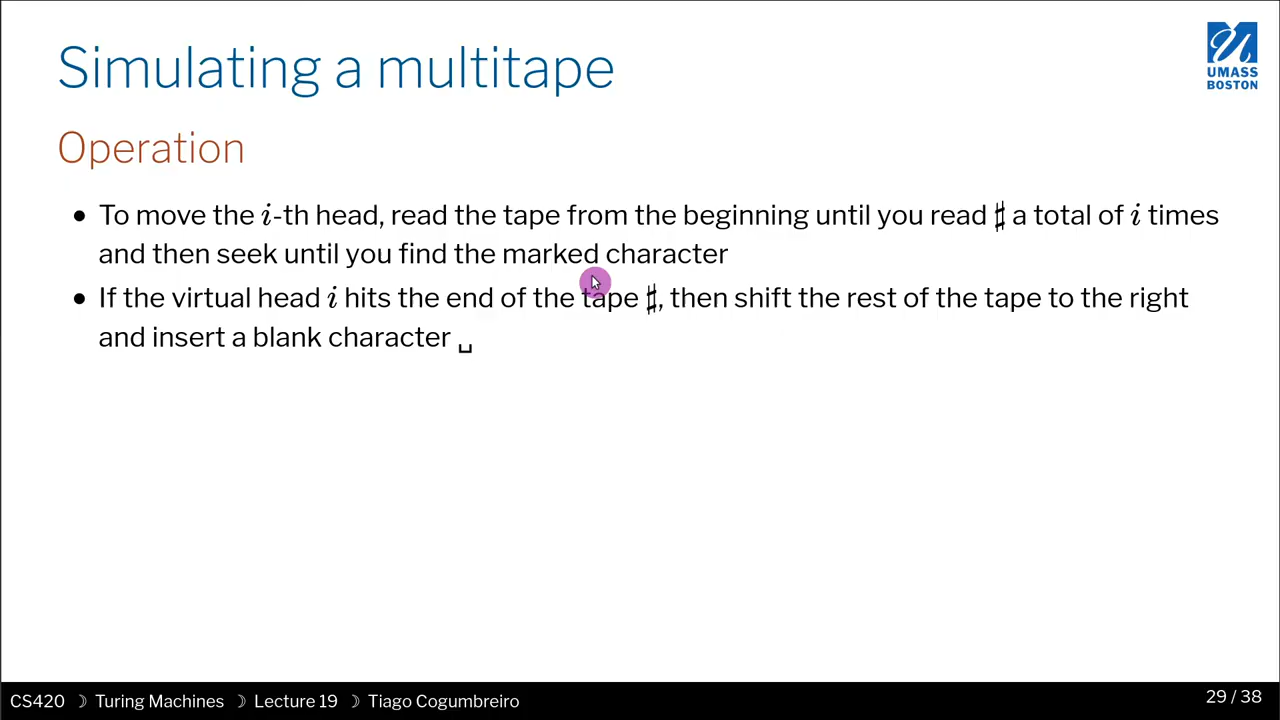 Simulating a multitape
UMASS
BOSTON
Operation
• To move the i-th head, read the tape from the beginning until you read ♯ a total of i times
and then seek until you find the marked character
• If the virtual head i hits the end of the tape ♯, then shift the rest of the tape to the right
and insert a blank character ␣
CS420 ☽ Turing Machines ☽ Lecture 19 ☽ Tiago Cogumbreiro
29 / 38